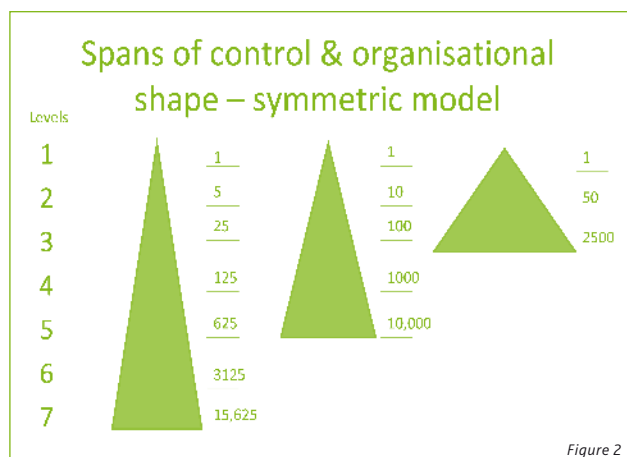 Spans of control & organisational
shape – symmetric model
Levels
1 1 1 1
2 5 10 50
3 25 100 2500
4 125 1000
5 625 10,000
6 3125
7 15,625
Figure 2